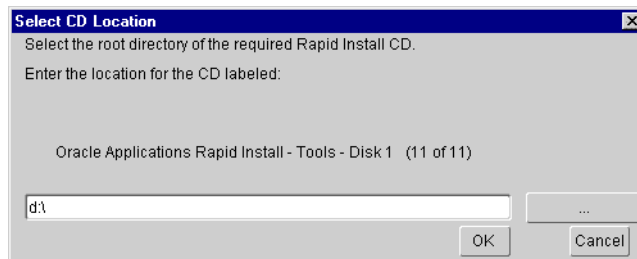 Select CD Location
Select the root directory of the required Rapid Install CD.
Enter the location for the CD labeled:
Oracle Applications Rapid Install - Tools - Disk 1 (11 of 11)
d:\
...
OK Cancel